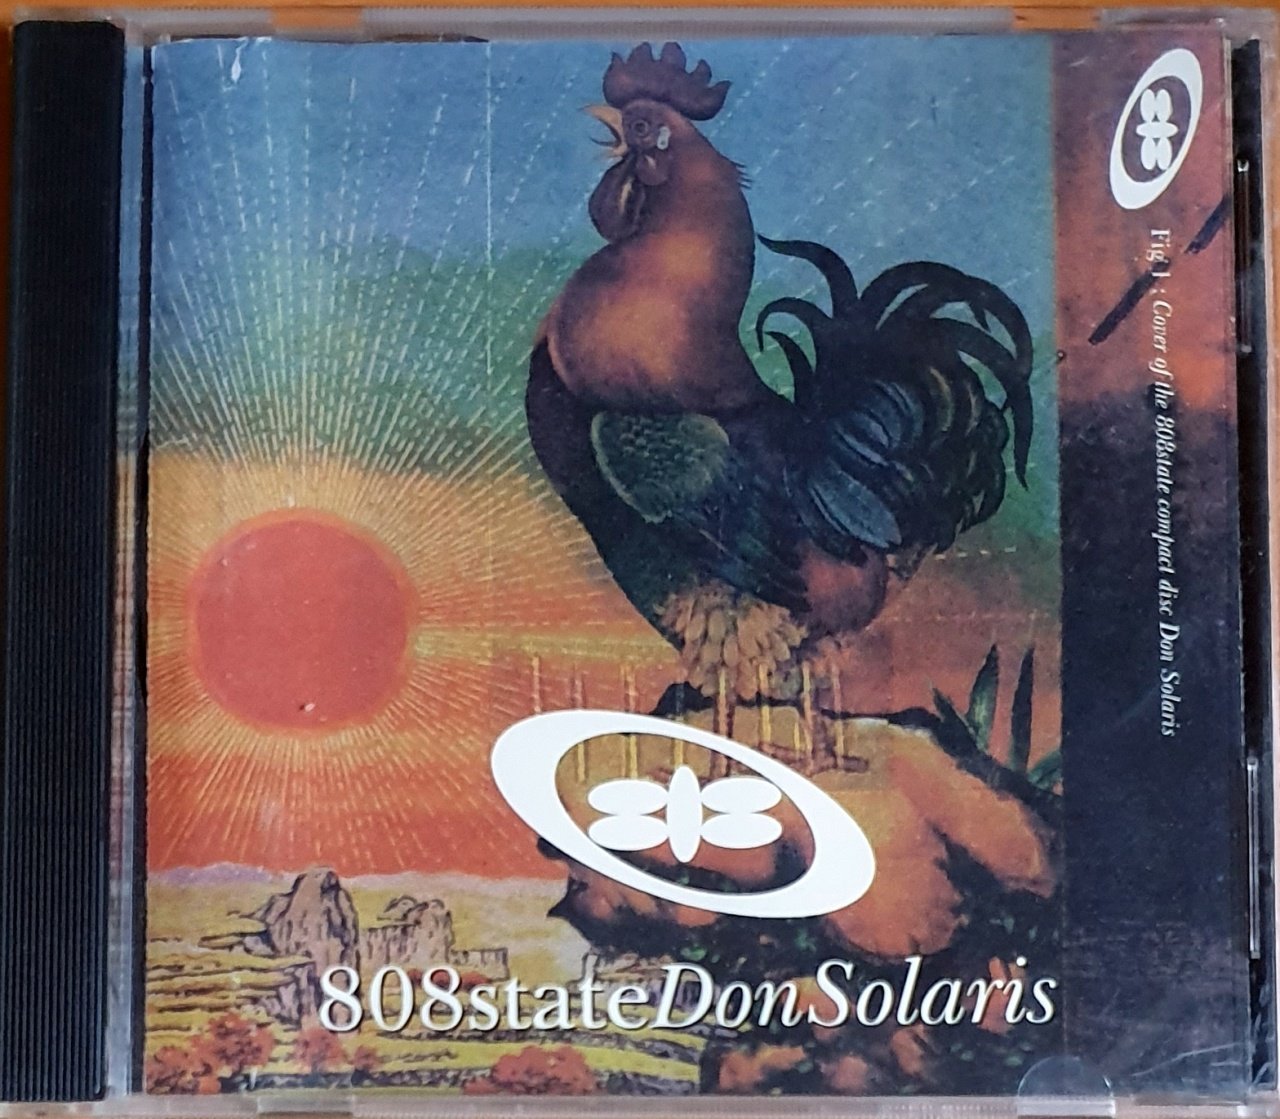 Fig 1 : Cover of the 808state compact disc Don Solaris
808stateDonSolaris